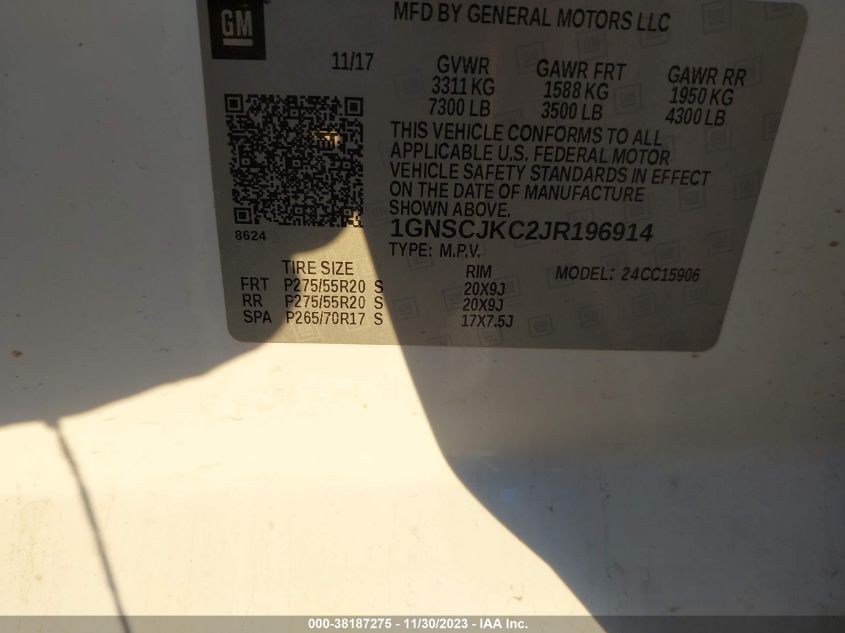 GM
MFD BY GENERAL MOTORS LLC
11/17
GVWR
3311 KG
7300 LB
GAWR FRT
1588 KG
3500 LB
GAWR RR
1950 KG
4300 LB
THIS VEHICLE CONFORMS TO ALL
APPLICABLE U.S. FEDERAL MOTOR
VEHICLE SAFETY STANDARDS IN EFFECT
ON THE DATE OF MANUFACTURE
SHOWN ABOVE.
8624
1GNSCJKC2JR196914
TYPE: M.P.V.
TIRE SIZE RIM MODEL: 24CC15906
FRT P275/55R20 S 20X9J
RR P275/55R20 S 20X9J
SPA P265/70R17 S 17X7.5J
000-38187275 - 11/30/2023 - IAAI.com